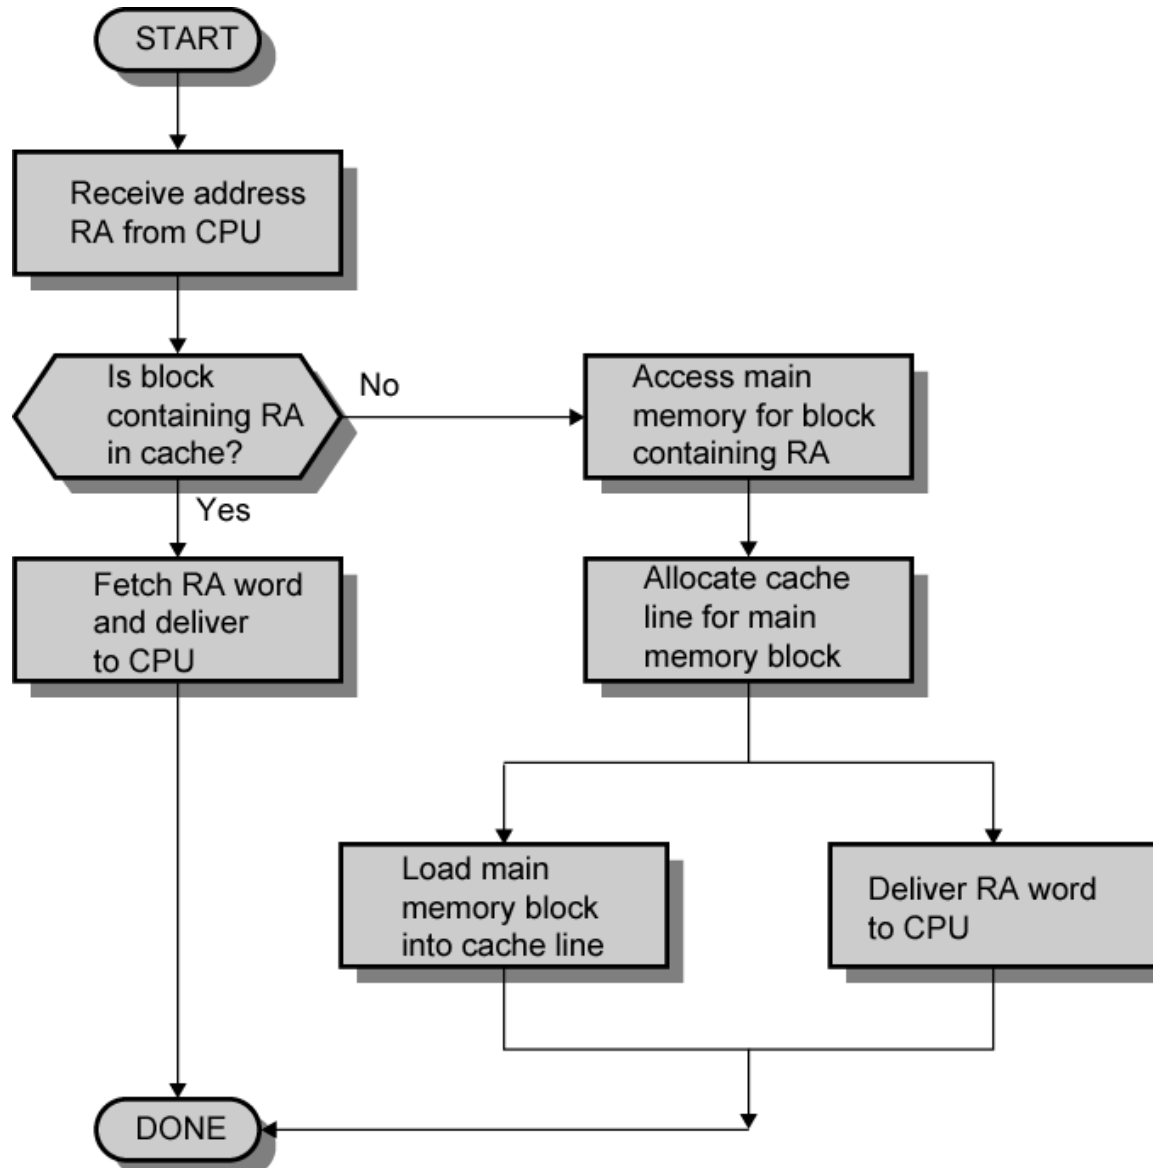 START
Receive address
RA from CPU
Is block
containing RA
in cache?
No
Access main
memory for block
containing RA
Yes
Fetch RA word
and deliver
to CPU
Allocate cache
line for main
memory block
Load main
memory block
into cache line
Deliver RA word
to CPU
DONE